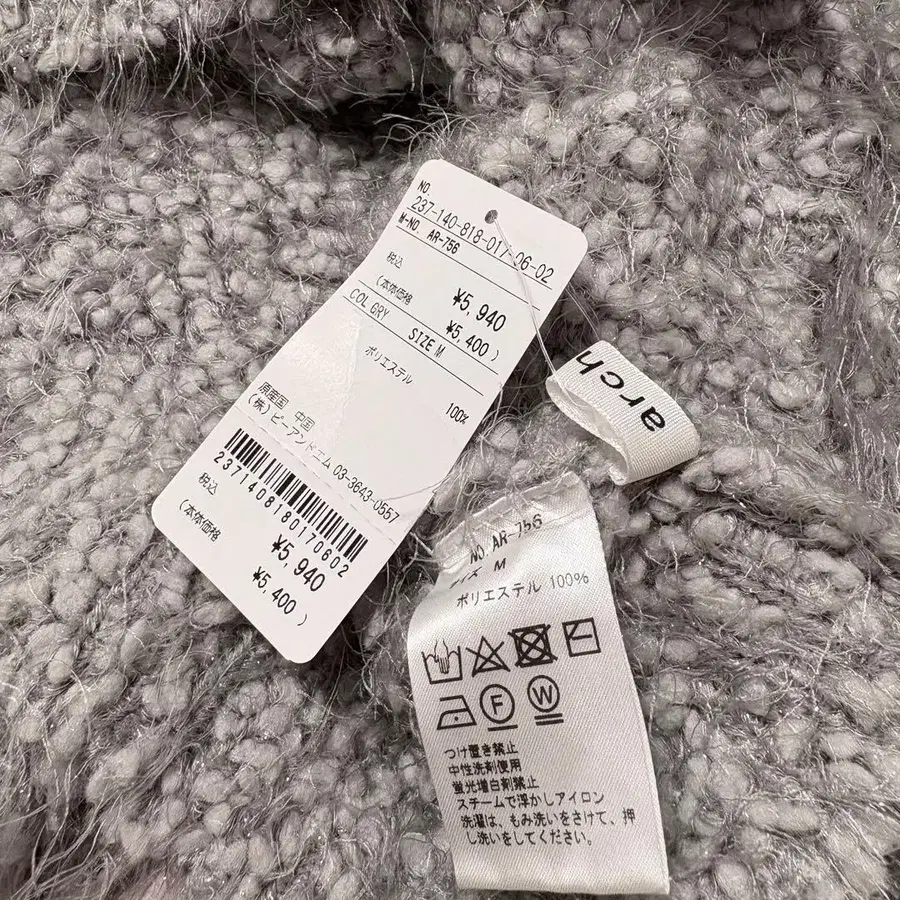 NO.
237-140-818-017-06-02
M-NO. AR-756
税込 ¥5,940
(本体価格 ¥5,400)
COL GRY SIZE M
ポリエステル 100%
原産国 中国
(株)ピーアンドエム 03-3643-0557
2371408180170602
税込 ¥5,940
(本体価格 ¥5,400)
arch
NO. AR-756
M
ポリエステル 100%
F W
つけ置き禁止
中性洗剤使用
蛍光増白剤禁止
スチームで浮かしアイロン
洗濯は、もみ洗いをさけて、押
し洗いをしてください。